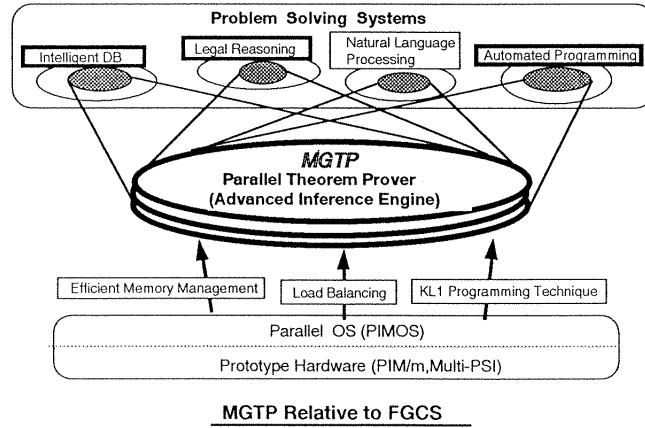 Problem Solving Systems
Intelligent DB
Legal Reasoning
Natural Language
Processing
Automated Programming
MGTP
Parallel Theorem Prover
(Advanced Inference Engine)
Efficient Memory Management
Load Balancing
KL1 Programming Technique
Parallel OS (PIMOS)
Prototype Hardware (PIM/m,Multi-PSI)
MGTP Relative to FGCS